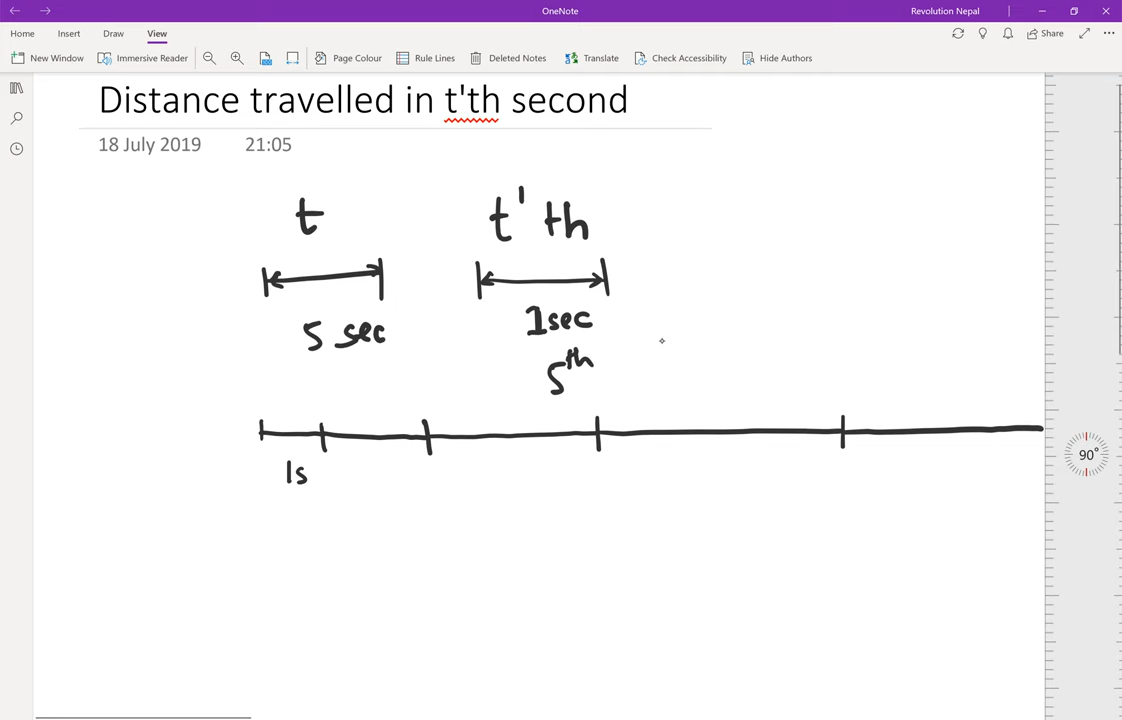 OneNote
Revolution Nepal
Home Insert Draw View
Share
New Window Immersive Reader Page Colour Rule Lines Deleted Notes Translate Check Accessibility Hide Authors
Distance travelled in t'th second
18 July 2019 21:05
t t'th
5 sec 1sec
5th
1s
90°